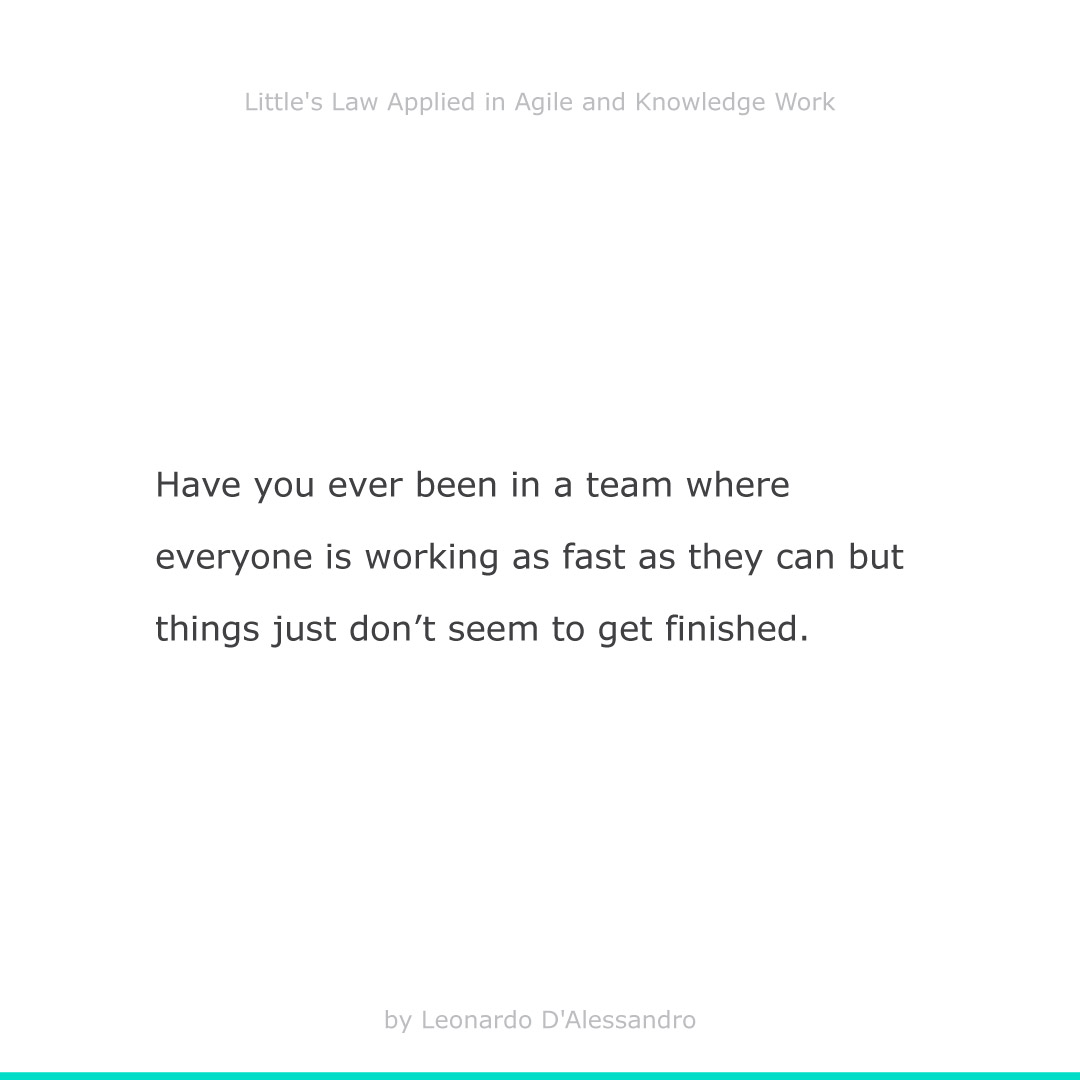 Little's Law Applied in Agile and Knowledge Work
Have you ever been in a team where
everyone is working as fast as they can but
things just don’t seem to get finished.
by Leonardo D'Alessandro